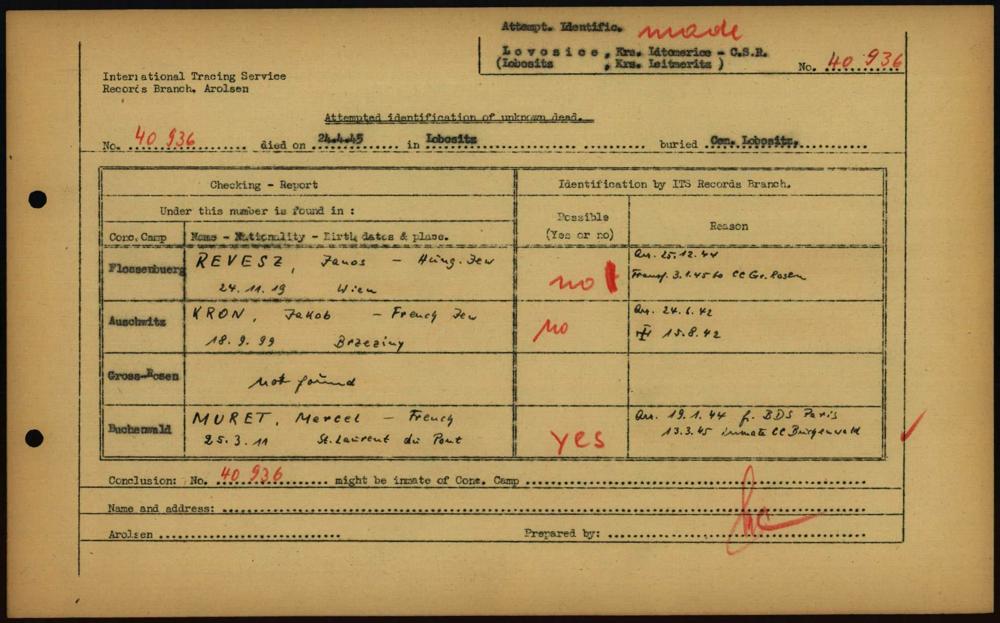 Attempt. Identific. made
Lovosice, Krs. Litomerice - C.S.R.
(Lobositz, Krs. Leitmeritz)
No. 40 936
International Tracing Service
Records Branch, Arolsen
Attempted identification of unknown dead.
No. 40 936 died on 24.4.45 in Lobositz buried Cem. Lobositz.
Checking - Report
Identification by ITS Records Branch.
Under this number is found in :
Possible
(Yes or no)
Reason
Conc. Camp
Name - Nationality - Birth dates & place.
Flossenbuerg
REVESZ, Janos - Hung. Jew
24.11.19 Wien
no
Arr. 25.12.44
Transf. 3.1.45 to CC Gr. Rosen
Auschwitz
KRON, Jakob - French Jew
18.9.99 Brzeziny
no
Arr. 24.6.42
15.8.42
Gross-Rosen
not found
Buchenwald
MURET, Marcel - French
25.3.11 St. Laurent du Pont
yes
Arr. 19.1.44 f. BDS Paris
13.3.45 inmate CC Buchenwald
Conclusion: No. 40 936 might be inmate of Conc. Camp
Name and address:
Arolsen
Prepared by: